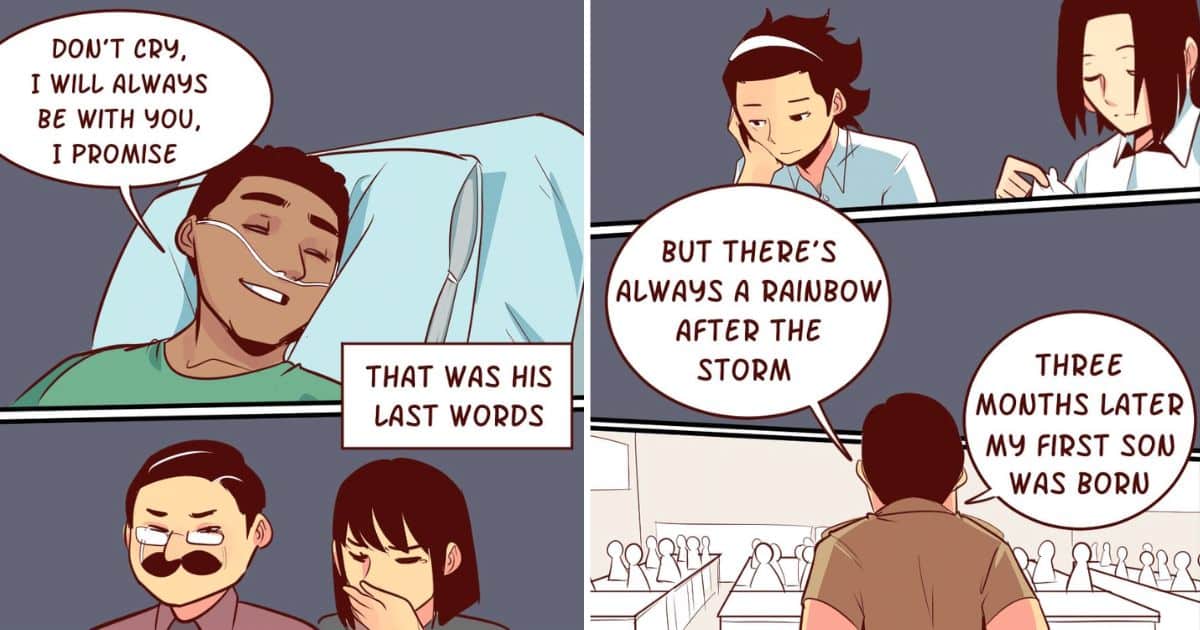 DON'T CRY,
I WILL ALWAYS
BE WITH YOU,
I PROMISE
THAT WAS HIS
LAST WORDS
BUT THERE'S
ALWAYS A RAINBOW
AFTER THE
STORM
THREE
MONTHS LATER
MY FIRST SON
WAS BORN